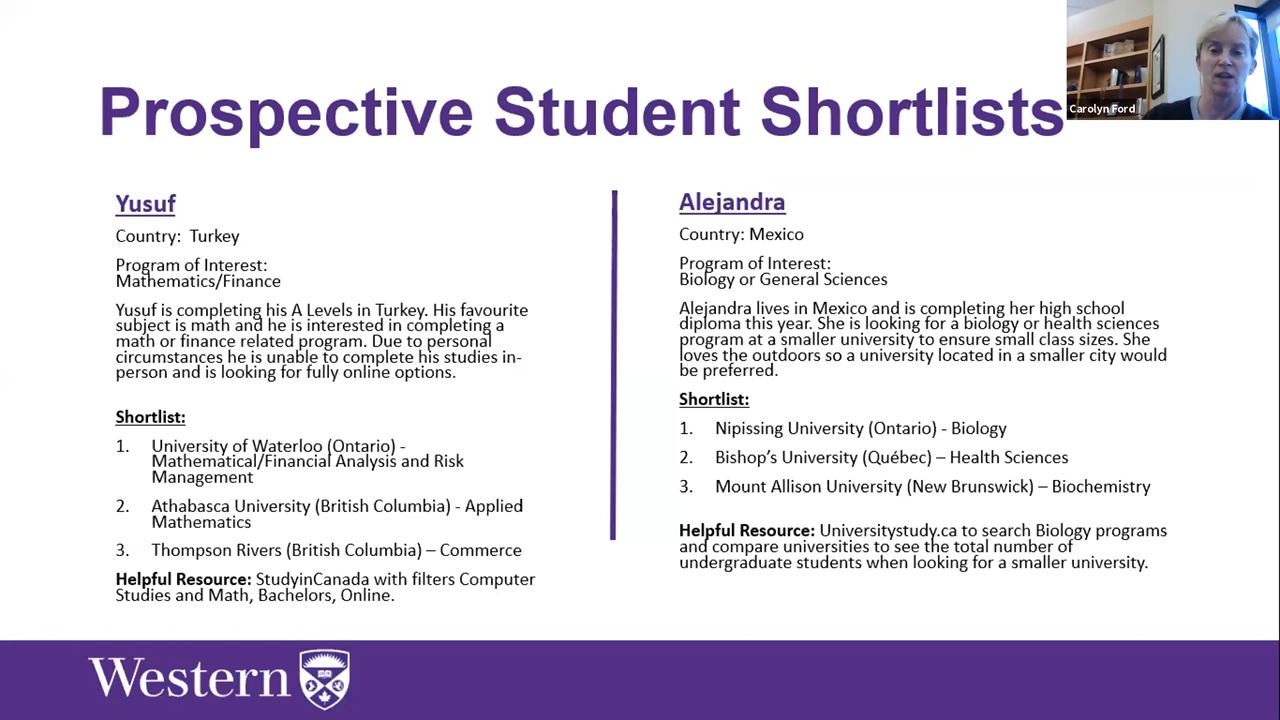 Prospective Student Shortlists
Carolyn Ford
Yusuf
Country:  Turkey
Program of Interest:
Mathematics/Finance
Yusuf is completing his A Levels in Turkey. His favourite
subject is math and he is interested in completing a
math or finance related program. Due to personal
circumstances he is unable to complete his studies in-
person and is looking for fully online options.
Shortlist:
1. University of Waterloo (Ontario) -
Mathematical/Financial Analysis and Risk
Management
2. Athabasca University (British Columbia) - Applied
Mathematics
3. Thompson Rivers (British Columbia) – Commerce
Helpful Resource: StudyinCanada with filters Computer
Studies and Math, Bachelors, Online.
Alejandra
Country: Mexico
Program of Interest:
Biology or General Sciences
Alejandra lives in Mexico and is completing her high school
diploma this year. She is looking for a biology or health sciences
program at a smaller university to ensure small class sizes. She
loves the outdoors so a university located in a smaller city would
be preferred.
Shortlist:
1. Nipissing University (Ontario) - Biology
2. Bishop’s University (Québec) – Health Sciences
3. Mount Allison University (New Brunswick) – Biochemistry
Helpful Resource: Universitystudy.ca to search Biology programs
and compare universities to see the total number of
undergraduate students when looking for a smaller university.
Western